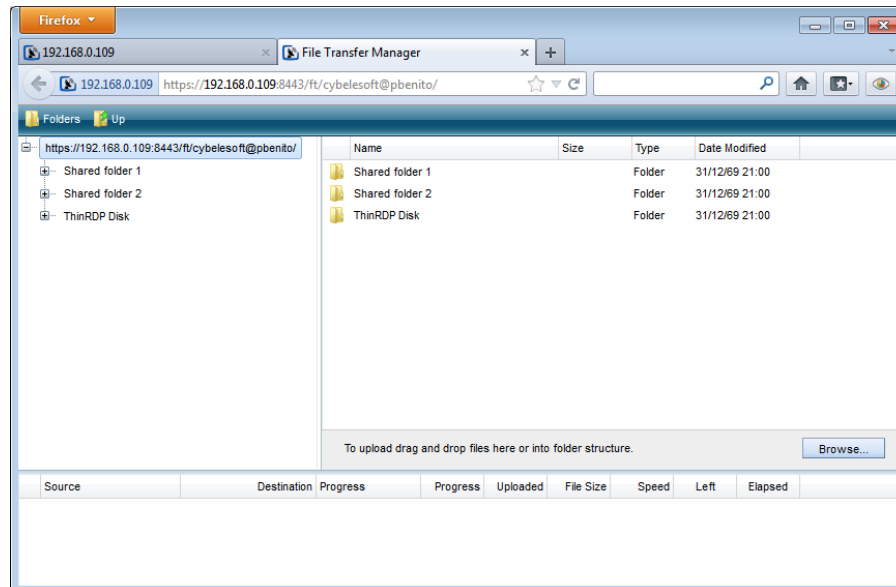 Firefox
192.168.0.109 File Transfer Manager
192.168.0.109 https://192.168.0.109:8443/ft/cybelesoft@pbenito/
Folders Up
https://192.168.0.109:8443/ft/cybelesoft@pbenito/ Name Size Type Date Modified
Shared folder 1 Shared folder 1 Folder 31/12/69 21:00
Shared folder 2 Shared folder 2 Folder 31/12/69 21:00
ThinRDP Disk ThinRDP Disk Folder 31/12/69 21:00
To upload drag and drop files here or into folder structure. Browse...
Source Destination Progress Progress Uploaded File Size Speed Left Elapsed